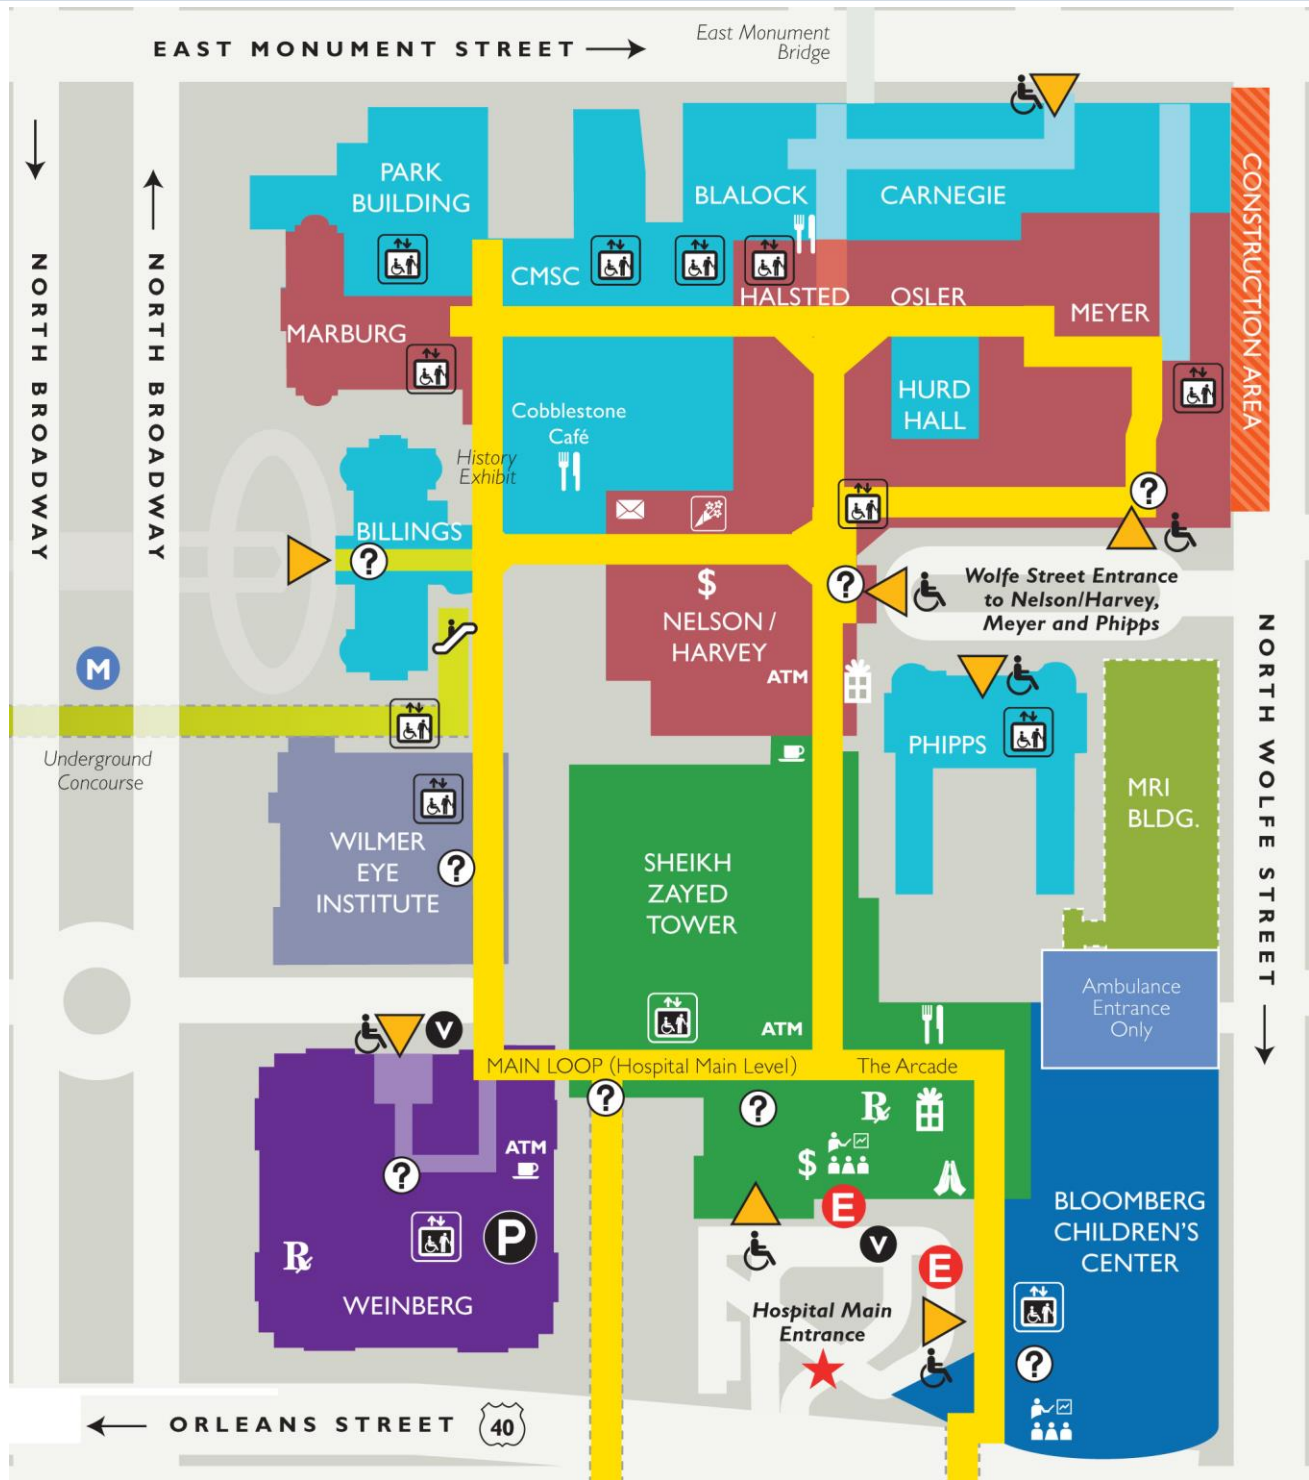 EAST MONUMENT STREET
East Monument
Bridge
NORTH BROADWAY
NORTH BROADWAY
PARK
BUILDING
BLALOCK
CARNEGIE
CONSTRUCTION AREA
CMSC
HALSTED
OSLER
MEYER
MARBURG
HURD
HALL
Cobblestone
Café
History
Exhibit
?
BILLINGS
?
$
?
Wolfe Street Entrance
to Nelson/Harvey,
Meyer and Phipps
NELSON /
HARVEY
ATM
M
Underground
Concourse
PHIPPS
MRI
BLDG.
NORTH WOLFE STREET
WILMER
EYE
INSTITUTE
?
SHEIKH
ZAYED
TOWER
ATM
Ambulance
Entrance
Only
V
MAIN LOOP (Hospital Main Level)
The Arcade
?
?
Rx
$
ATM
?
P
Rx
WEINBERG
E
V
E
BLOOMBERG
CHILDREN'S
CENTER
Hospital Main
Entrance
?
ORLEANS STREET
40